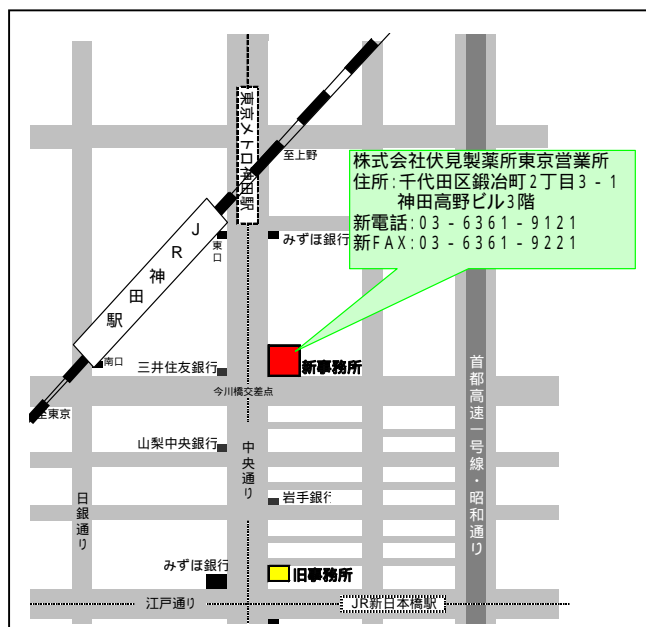 東京メトロ神田駅
至上野
株式会社伏見製薬所東京営業所
住所:千代田区鍛冶町2丁目3-1
神田高野ビル3階
新電話:03-6361-9121
新FAX:03-6361-9221
JR神田駅
東口
みずほ銀行
南口
三井住友銀行
新事務所
今川橋交差点
至東京
首都高速一号線・昭和通り
山梨中央銀行
中央通り
日銀通り
岩手銀行
みずほ銀行
旧事務所
江戸通り
JR新日本橋駅